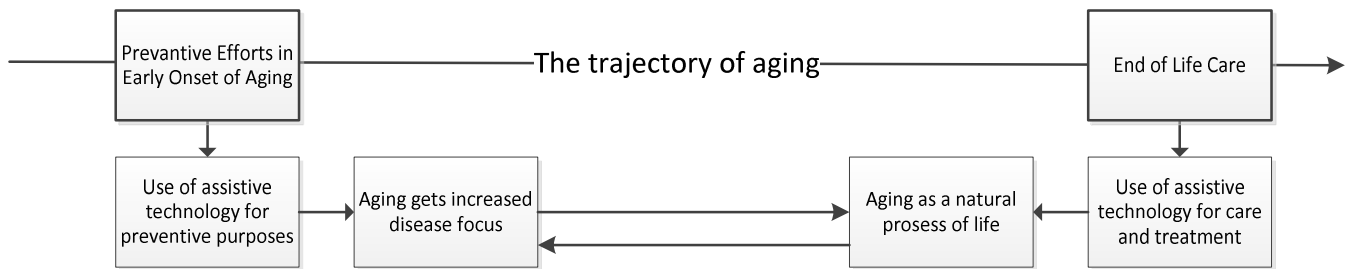 Prevantive Efforts in
Early Onset of Aging
The trajectory of aging
End of Life Care
Use of assistive
technology for
preventive purposes
Aging gets increased
disease focus
Aging as a natural
prosess of life
Use of assistive
technology for care
and treatment